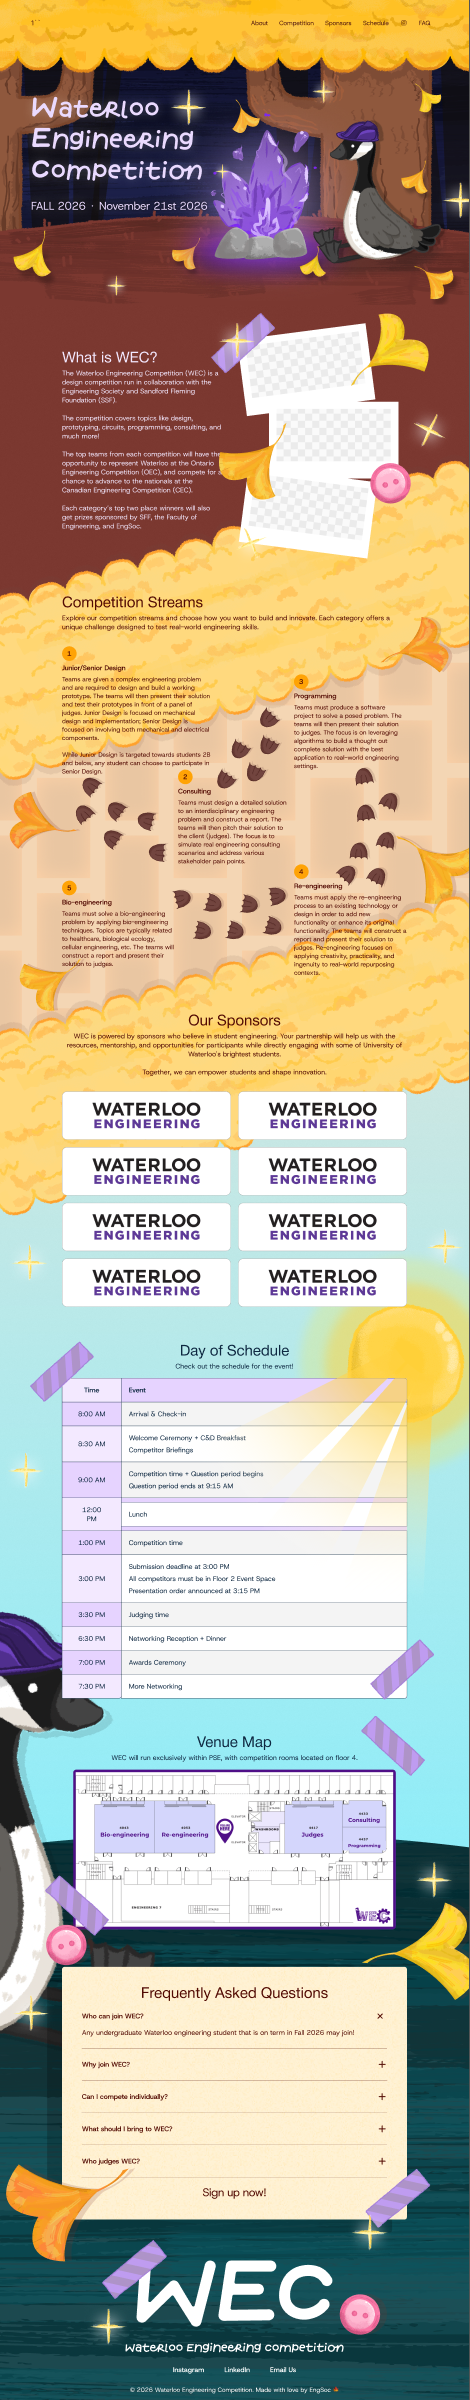 About Competition Sponsors Schedule FAQ
Waterloo
Engineering
Competition
FALL 2026 · November 21st 2026
What is WEC?
The Waterloo Engineering Competition (WEC) is a
design competition run in collaboration with the
Engineering Society and Sandford Fleming
Foundation (SSF).
The competition covers topics like design,
prototyping, circuits, programming, consulting, and
much more!
The top teams from each competition will have the
opportunity to represent Waterloo at the Ontario
Engineering Competition (OEC), and compete for a
chance to advance to the nationals at the
Canadian Engineering Competition (CEC).
Each category's top two place winners will also
get prizes sponsored by SFF, the Faculty of
Engineering, and EngSoc.
Competition Streams
Explore our competition streams and choose how you want to build and innovate. Each category offers a
unique challenge designed to test real-world engineering skills.
1
Junior/Senior Design
Teams are given a complex engineering problem
and are required to design and build a working
prototype. The teams will then present their solution
and test their prototypes in front of a panel of
judges. Junior Design is focused on mechanical
design and implementation; Senior Design is
focused on involving both mechanical and electrical
components.
While Junior Design is targeted towards students 2B
and below, any student can choose to participate in
Senior Design.
3
Programming
Teams must produce a software
project to solve a posed problem. The
teams will then present their solution
to judges. The focus is on leveraging
algorithms to build a thought out
complete solution with the best
application to real-world engineering
settings.
2
Consulting
Teams must design a detailed solution
to an interdisciplinary engineering
problem and construct a report. The
teams will then pitch their solution to
the client (judges). The focus is to
simulate real engineering consulting
scenarios and address various
stakeholder pain points.
4
Re-engineering
Teams must apply the re-engineering
process to an existing technology or
design in order to add new
functionality or enhance its original
functionality. The teams will construct a
report and present their solution to
judges. Re-engineering focuses on
applying creativity, practicality, and
ingenuity to real-world repurposing
contexts.
5
Bio-engineering
Teams must solve a bio-engineering
problem by applying bio-engineering
techniques. Topics are typically related
to healthcare, biological ecology,
cellular engineering, etc. The teams will
construct a report and present their
solution to judges.
Our Sponsors
WEC is powered by sponsors who believe in student engineering. Your partnership will help us with the
resources, mentorship, and opportunities for participants while directly engaging with some of University of
Waterloo's brightest students.
Together, we can empower students and shape innovation.
WATERLOO WATERLOO
ENGINEERING ENGINEERING
WATERLOO WATERLOO
ENGINEERING ENGINEERING
WATERLOO WATERLOO
ENGINEERING ENGINEERING
WATERLOO WATERLOO
ENGINEERING ENGINEERING
Day of Schedule
Check out the schedule for the event!
Time Event
8:00 AM Arrival & Check-in
8:30 AM Welcome Ceremony + C&D Breakfast
Competitor Briefings
9:00 AM Competition time + Question period begins
Question period ends at 9:15 AM
12:00
PM
Lunch
1:00 PM Competition time
3:00 PM Submission deadline at 3:00 PM
All competitors must be in Floor 2 Event Space
Presentation order announced at 3:15 PM
3:30 PM Judging time
6:30 PM Networking Reception + Dinner
7:00 PM Awards Ceremony
7:30 PM More Networking
Venue Map
WEC will run exclusively within PSE, with competition rooms located on floor 4.
Bio-engineering
Re-engineering
Judges
Consulting
4437
Programming
WASHROOMS
ELEVATOR
ELEVATOR
ENGINEERING 7
STAIRS
STAIRS
WEC
Frequently Asked Questions
Who can join WEC?
Any undergraduate Waterloo engineering student that is on term in Fall 2026 may join!
Why join WEC?
Can I compete individually?
What should I bring to WEC?
Who judges WEC?
Sign up now!
WEC
Waterloo Engineering Competition
Instagram LinkedIn Email Us
© 2026 Waterloo Engineering Competition. Made with love by EngSoc